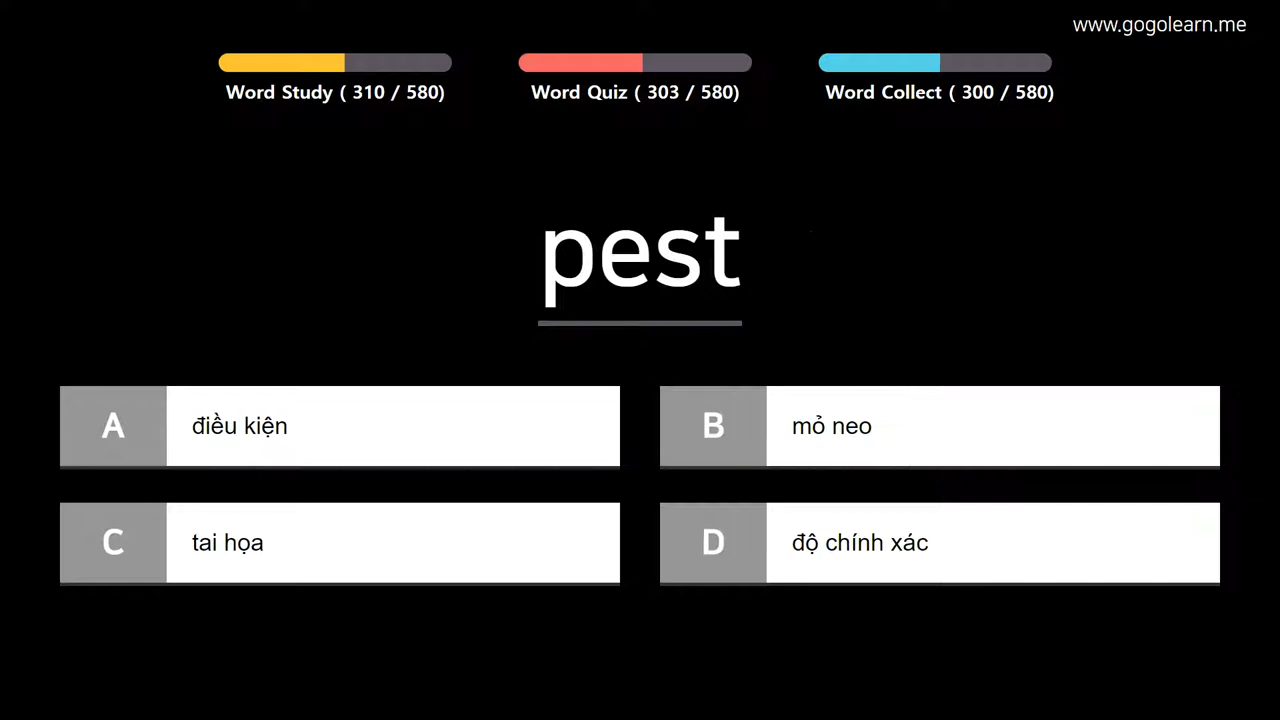 www.gogolearn.me
Word Study ( 310 / 580)
Word Quiz ( 303 / 580)
Word Collect ( 300 / 580)
pest
A điều kiện
B mỏ neo
C tai họa
D độ chính xác